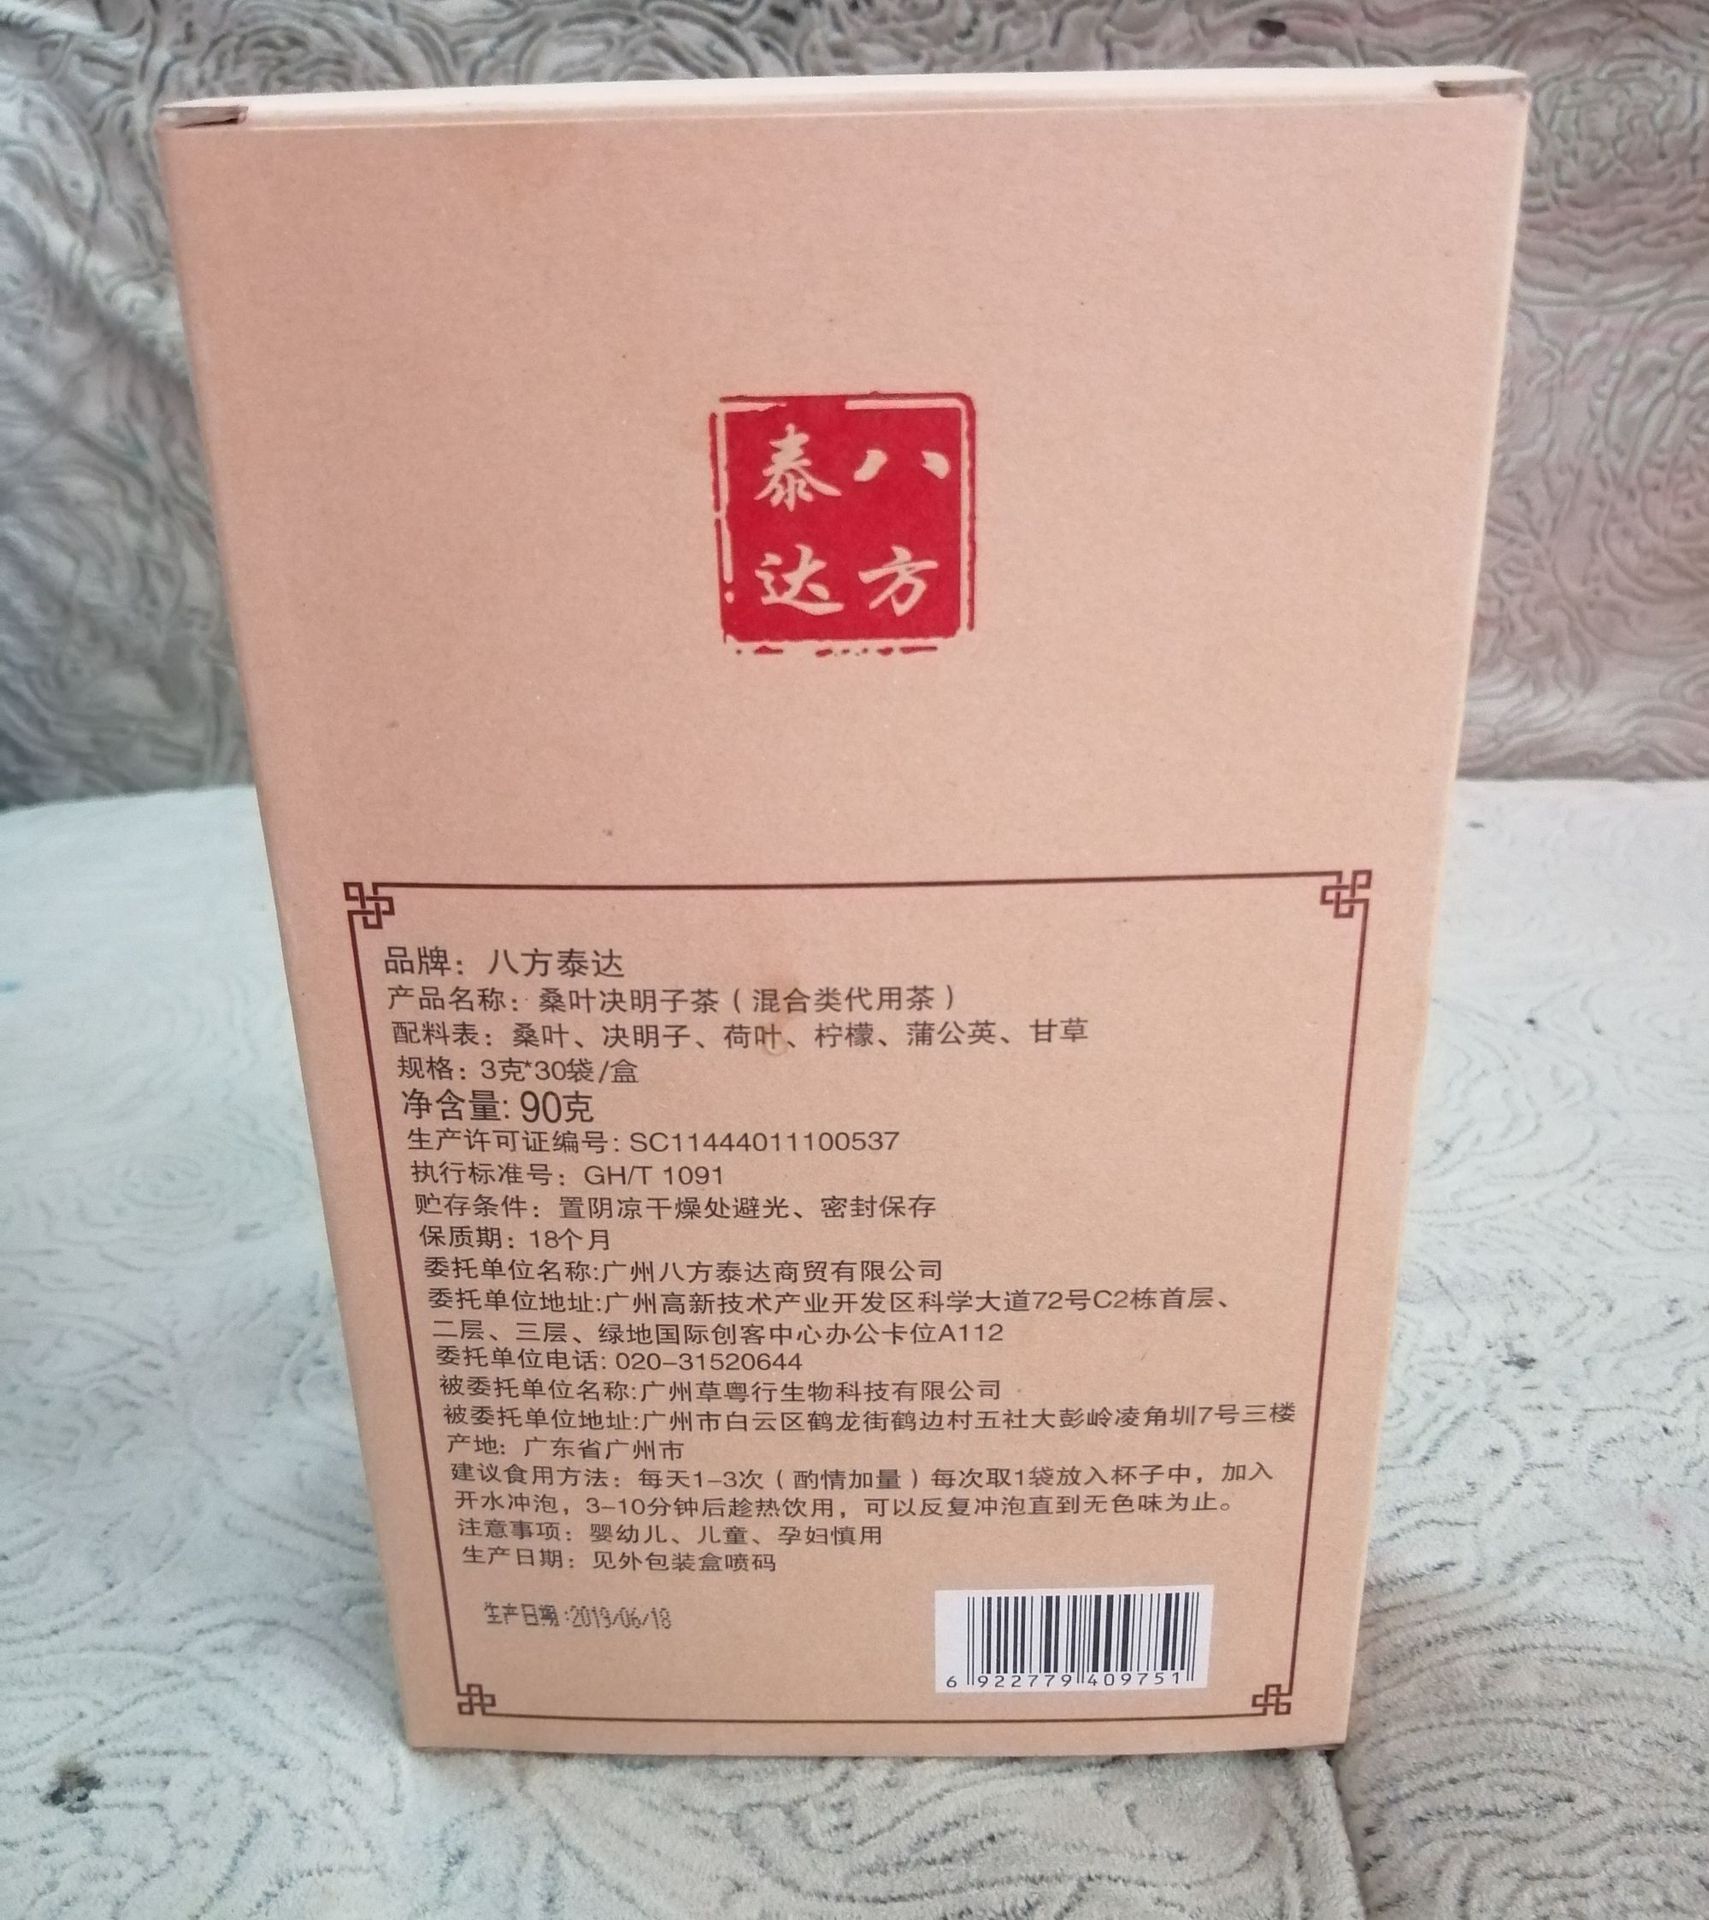 八方
泰达
品牌：八方泰达
产品名称：桑叶决明子茶（混合类代用茶）
配料表：桑叶、决明子、荷叶、柠檬、蒲公英、甘草
规格：3克*30袋/盒
净含量: 90克
生产许可证编号: SC11444011100537
执行标准号：GH/T 1091
贮存条件：置阴凉干燥处避光、密封保存
保质期：18个月
委托单位名称:广州八方泰达商贸有限公司
委托单位地址:广州高新技术产业开发区科学大道72号C2栋首层、
二层、三层、绿地国际创客中心办公卡位A112
委托单位电话: 020-31520644
被委托单位名称:广州草粤行生物科技有限公司
被委托单位地址:广州市白云区鹤龙街鹤边村五社大彭岭凌角圳7号三楼
产地：广东省广州市
建议食用方法：每天1-3次（酌情加量）每次取1袋放入杯子中，加入
开水冲泡，3-10分钟后趁热饮用，可以反复冲泡直到无色味为止。
注意事项：婴幼儿、儿童、孕妇慎用
生产日期：见外包装盒喷码
生产日期:2019/06/18
6 922779 409751